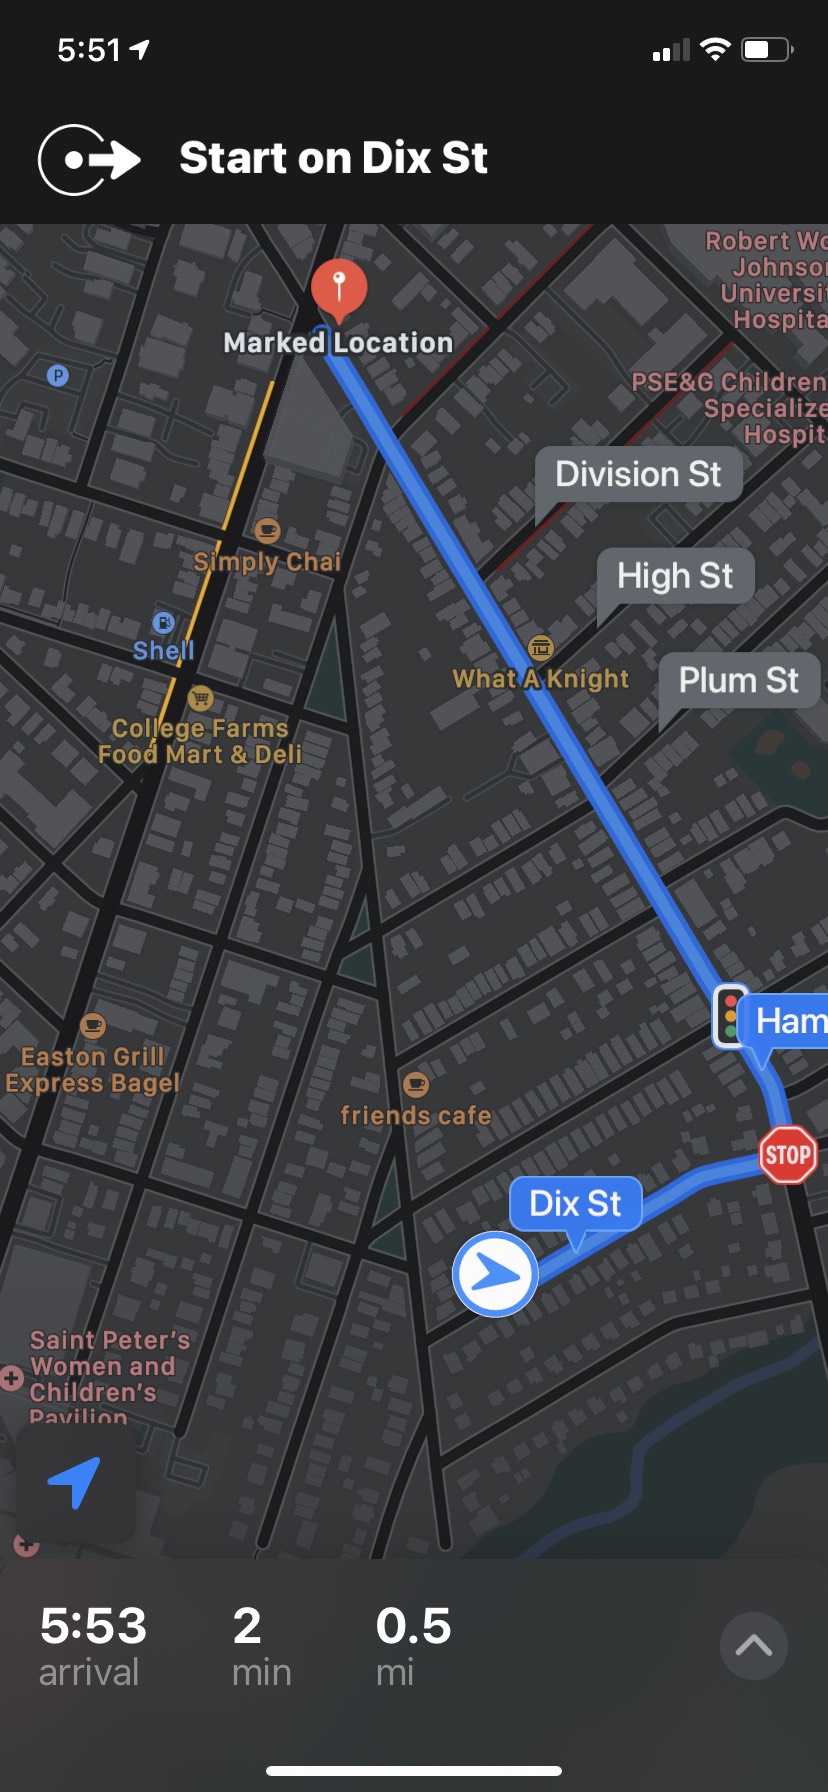 5:51
Start on Dix St
Robert Wo
Johnson
Universit
Hospita
Marked Location
P
PSE&G Children
Specialize
Hospit
Division St
Simply Chai
High St
Shell
What A Knight
Plum St
College Farms
Food Mart & Deli
Ham
Easton Grill
Express Bagel
friends cafe
STOP
Dix St
Saint Peter's
Women and
Children's
Pavilion
5:53
arrival
2
min
0.5
mi